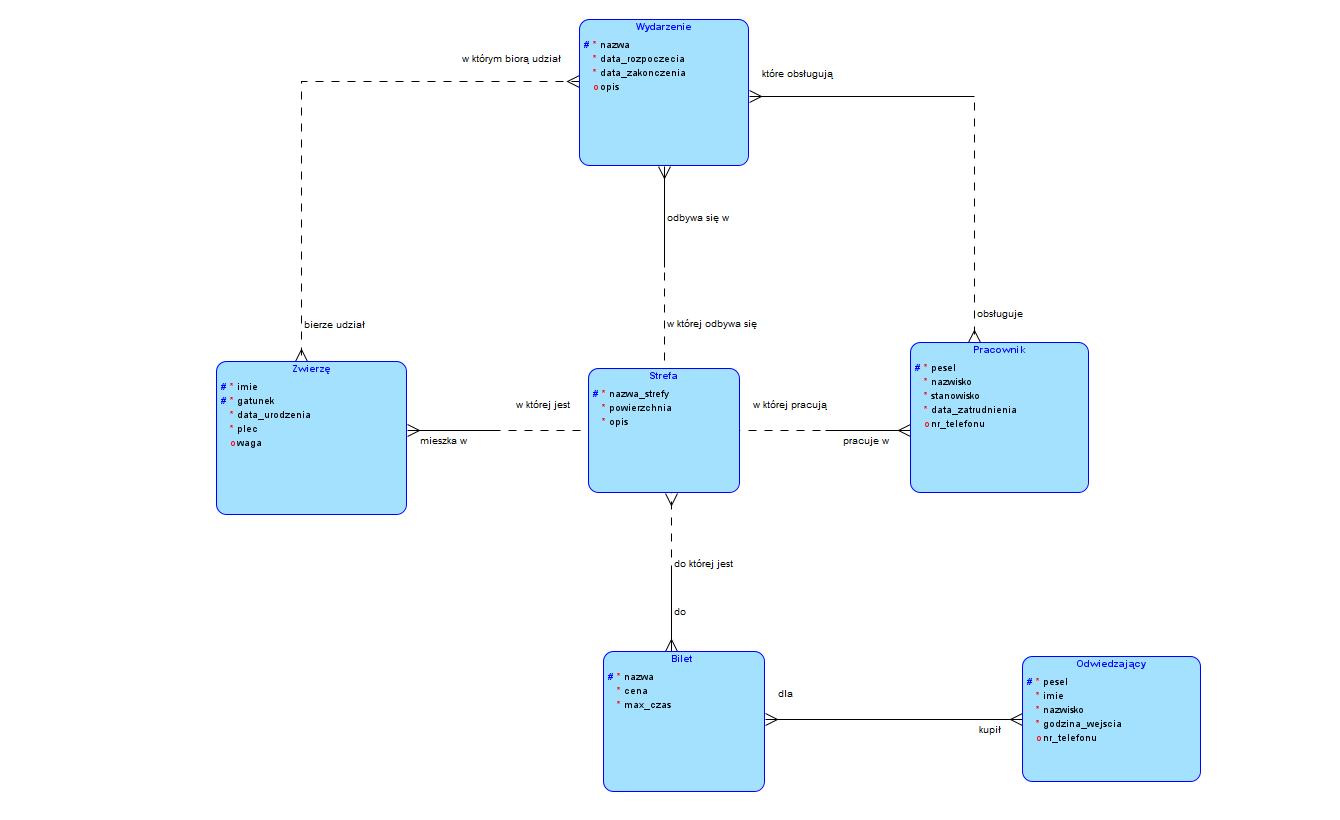 Wydarzenie
# * nazwa
* data_rozpoczecia
* data_zakonczenia
o opis
w którym biorą udział
które obsługują
odbywa się w
w której odbywa się
bierze udział
obsługuje
Zwierzę
# * imie
# * gatunek
* data_urodzenia
* plec
o waga
w której jest
mieszka w
Strefa
# * nazwa_strefy
* powierzchnia
* opis
w której pracują
pracuje w
Pracownik
# * pesel
* nazwisko
* stanowisko
* data_zatrudnienia
o nr_telefonu
do której jest
do
Bilet
# * nazwa
* cena
* max_czas
dla
kupił
Odwiedzający
# * pesel
* imie
* nazwisko
* godzina_wejscia
o nr_telefonu